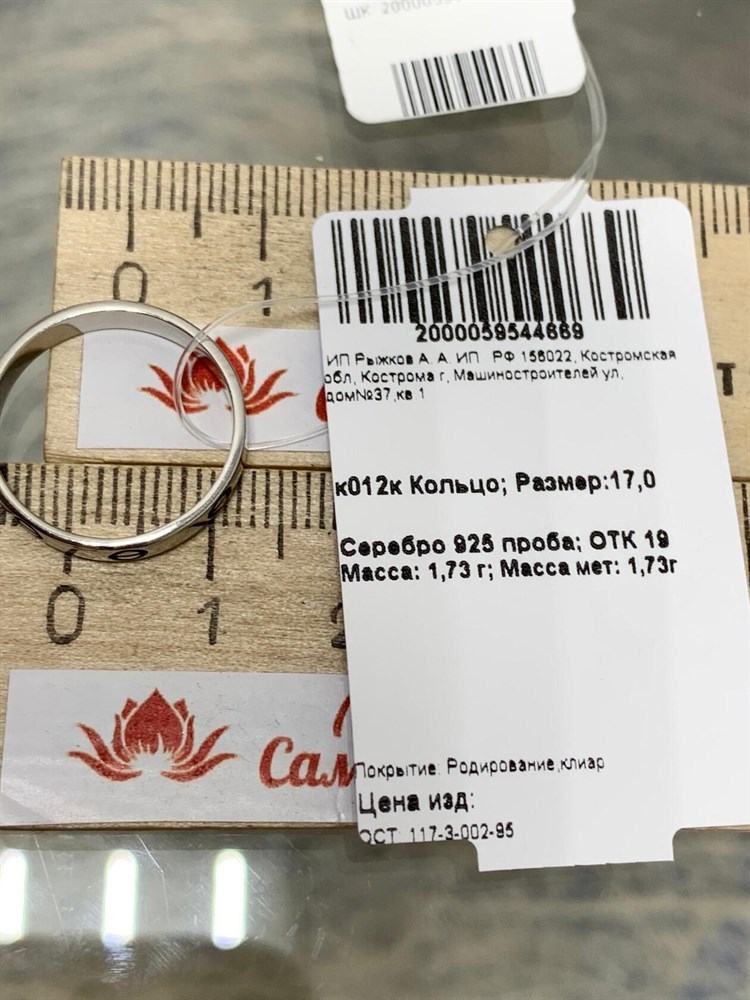 ШК
0
1
2000059544669
ИП Рыжков А. А. ИП РФ 156022, Костромская
обл, Кострома г, Машиностроителей ул,
дом№37,кв 1
к012к Кольцо; Размер:17,0
Серебро 925 проба; ОТК 19
Масса: 1,73 г; Масса мет: 1,73г
0
1
2
Сам
Покрытие: Родирование,клиар
Цена изд:
ОСТ 117-3-002-95